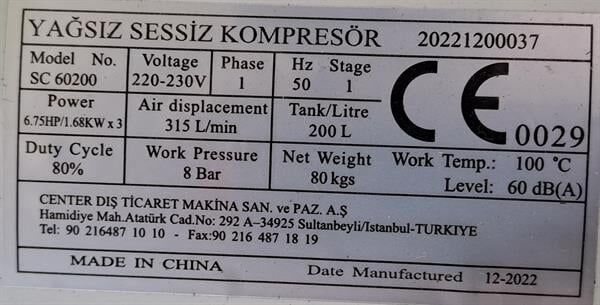 YAĞSIZ SESSİZ KOMPRESÖR 20221200037
Model No. Voltage Phase Hz Stage
SC 60200 220-230V 1 50 1
Power Air displacement Tank/Litre
6.75HP/1.68KW x 3 315 L/min 200 L
CE 0029
Duty Cycle Work Pressure Net Weight Work Temp.: 100 °C
80% 8 Bar 80 kgs Level: 60 dB(A)
CENTER DIŞ TİCARET MAKİNA SAN. ve PAZ. A.Ş
Hamidiye Mah.Atatürk Cad.No: 292 A-34925 Sultanbeyli/Istanbul-TURKIYE
Tel: 90 216487 10 10 - Fax:90 216 487 18 19
MADE IN CHINA Date Manufactured 12-2022